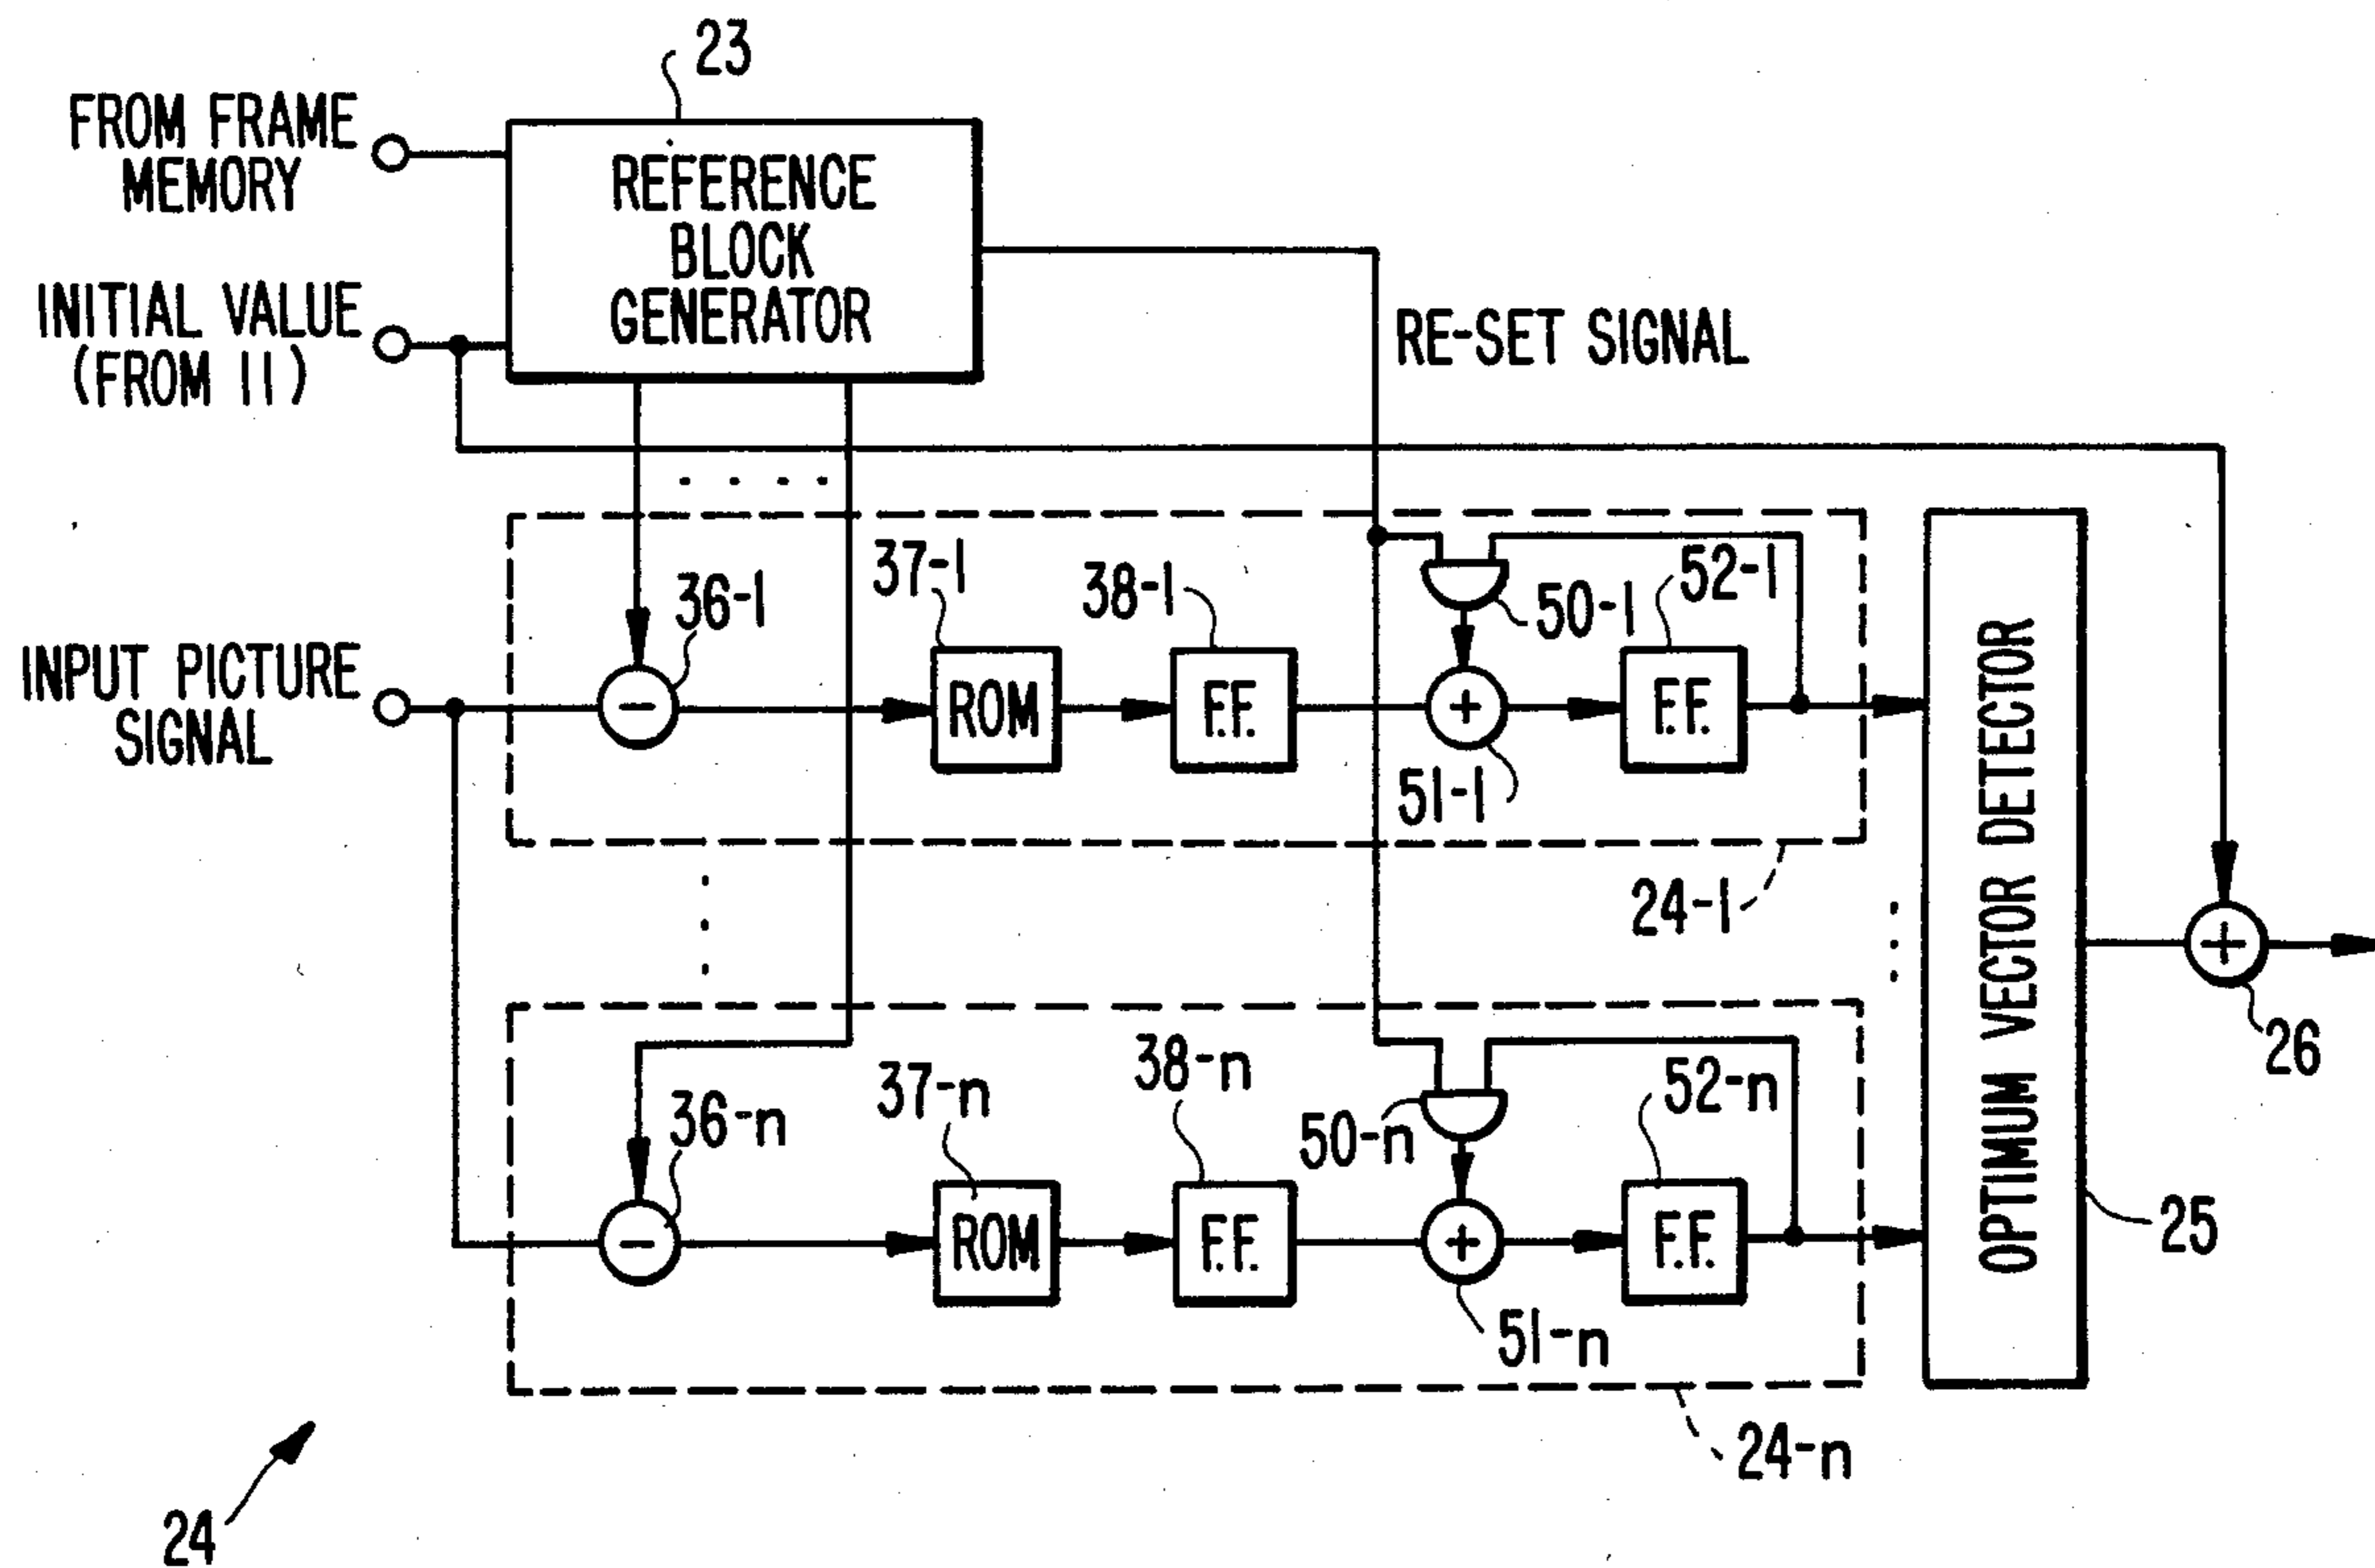 23
FROM FRAME
MEMORY
REFERENCE
BLOCK
GENERATOR
INITIAL VALUE
(FROM 11)
RE-SET SIGNAL
36-1
37-1
38-1
50-1
52-1
INPUT PICTURE
SIGNAL
−
ROM
F.F.
+
F.F.
51-1
24-1
OPTIMUM VECTOR DETECTOR
+
26
36-n
37-n
38-n
50-n
52-n
−
ROM
F.F.
+
F.F.
25
51-n
24-n
24